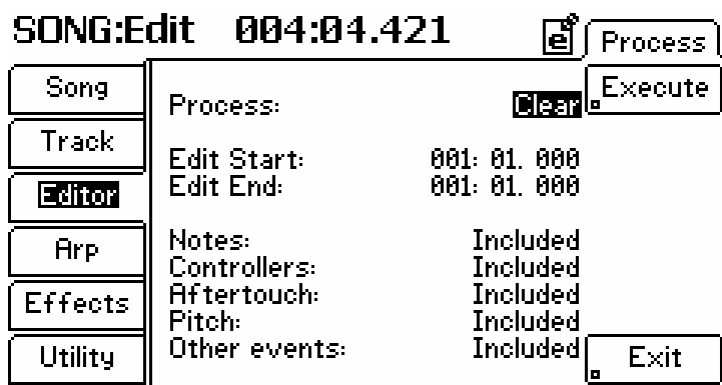 SONG:Edit 004:04.421 e Process
Song
Track
Editor
Arp
Effects
Utility
Process: Clear
Edit Start: 001: 01. 000
Edit End: 001: 01. 000
Notes: Included
Controllers: Included
Aftertouch: Included
Pitch: Included
Other events: Included
Execute
Exit